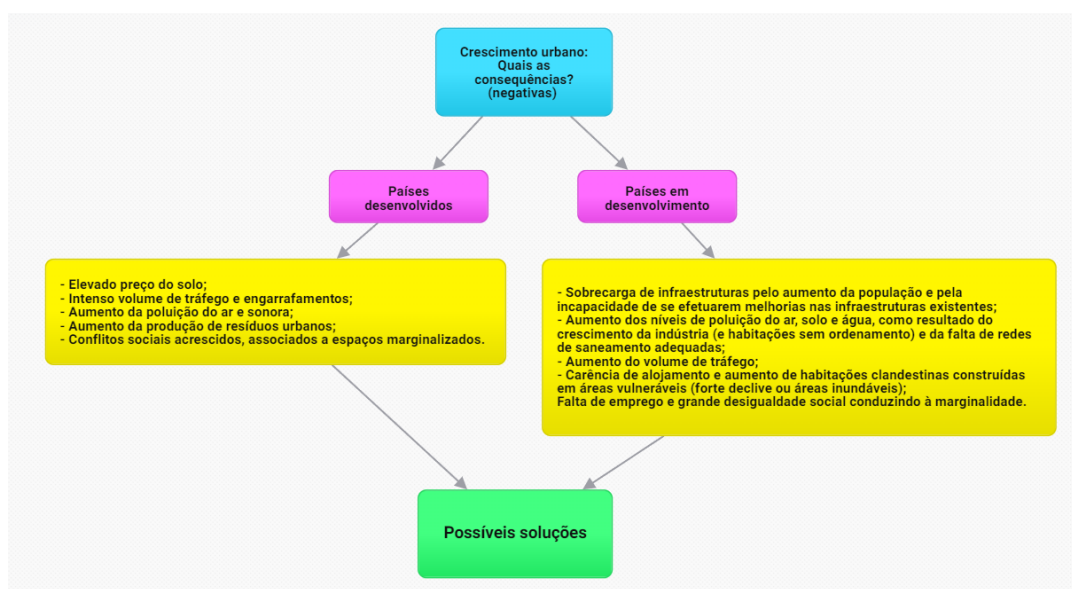 Crescimento urbano:
Quais as
consequências?
(negativas)
Países
desenvolvidos
Países em
desenvolvimento
- Elevado preço do solo;
- Intenso volume de tráfego e engarrafamentos;
- Aumento da poluição do ar e sonora;
- Aumento da produção de resíduos urbanos;
- Conflitos sociais acrescidos, associados a espaços marginalizados.
- Sobrecarga de infraestruturas pelo aumento da população e pela
incapacidade de se efetuarem melhorias nas infraestruturas existentes;
- Aumento dos níveis de poluição do ar, solo e água, como resultado do
crescimento da indústria (e habitações sem ordenamento) e da falta de redes
de saneamento adequadas;
- Aumento do volume de tráfego;
- Carência de alojamento e aumento de habitações clandestinas construídas
em áreas vulneráveis (forte declive ou áreas inundáveis);
Falta de emprego e grande desigualdade social conduzindo à marginalidade.
Possíveis soluções